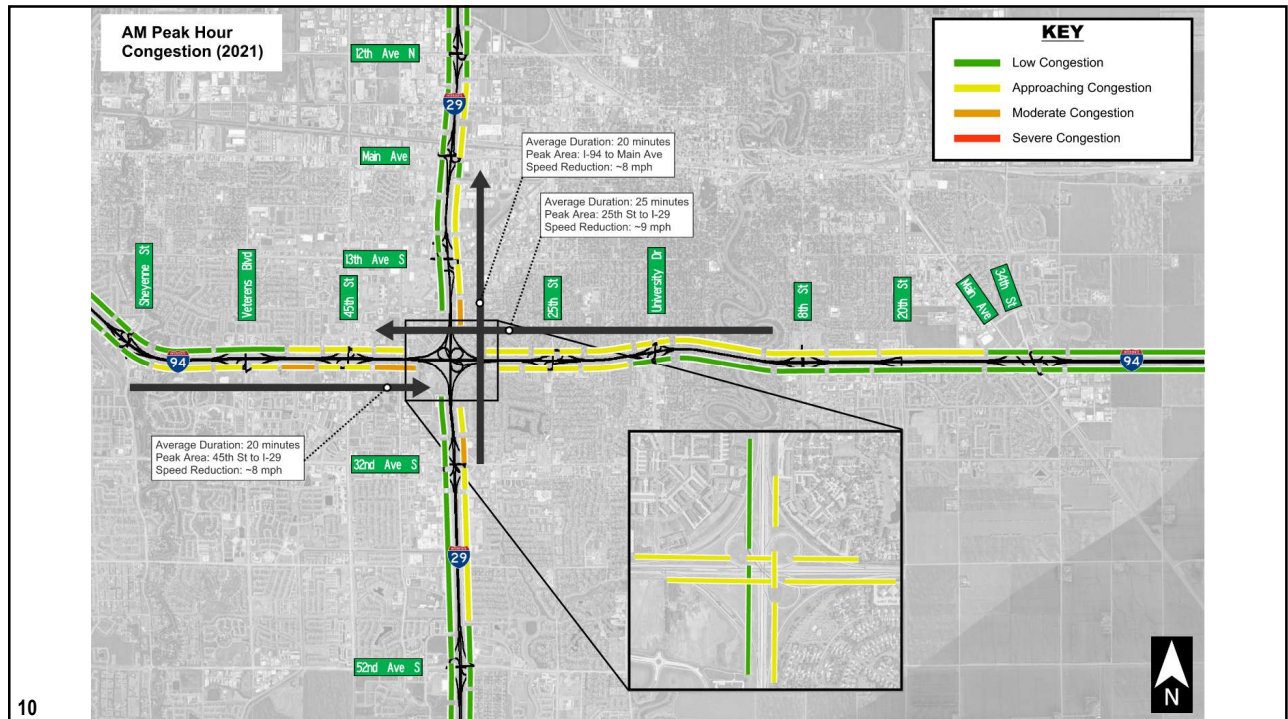 AM Peak Hour
Congestion (2021)
KEY
Low Congestion
Approaching Congestion
Moderate Congestion
Severe Congestion
12th Ave N
29
Main Ave
Average Duration: 20 minutes
Peak Area: I-94 to Main Ave
Speed Reduction: ~8 mph
Average Duration: 25 minutes
Peak Area: 25th St to I-29
Speed Reduction: ~9 mph
Sheyenne St
Veterens Blvd
45th St
13th Ave S
25th St
University Dr
8th St
20th St
Main Ave
34th St
94
94
Average Duration: 20 minutes
Peak Area: 45th St to I-29
Speed Reduction: ~8 mph
32nd Ave S
29
52nd Ave S
N
10